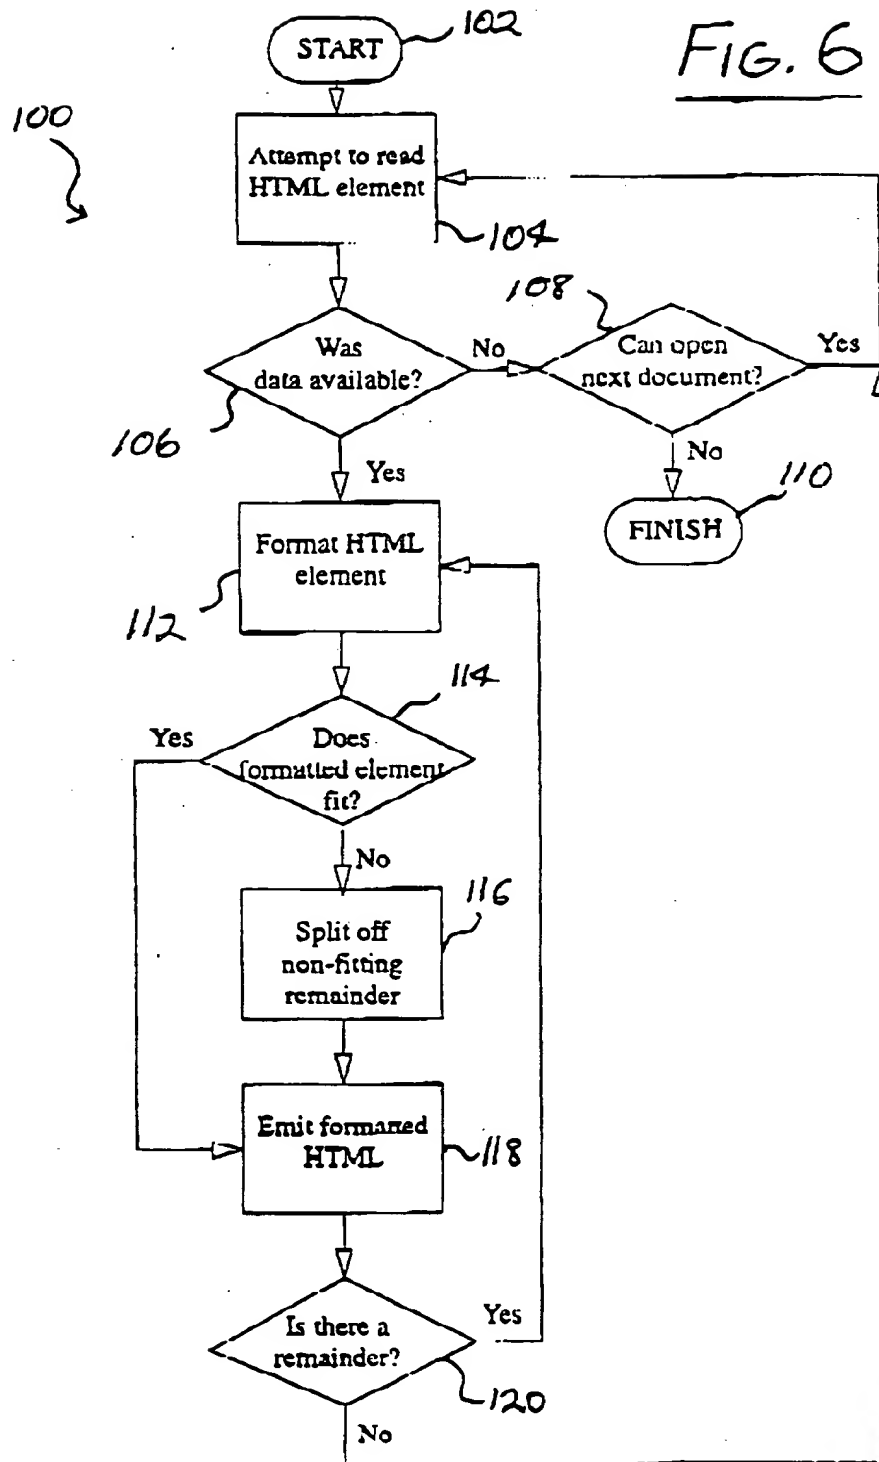 START
102
FIG. 6
100
Attempt to read
HTML element
104
108
Was
data available?
No
Can open
next document?
Yes
106
Yes
No
110
FINISH
Format HTML
element
112
114
Yes
Does
formatted element
fit?
No
116
Split off
non-fitting
remainder
Emit formatted
HTML
118
Is there a
remainder?
Yes
120
No